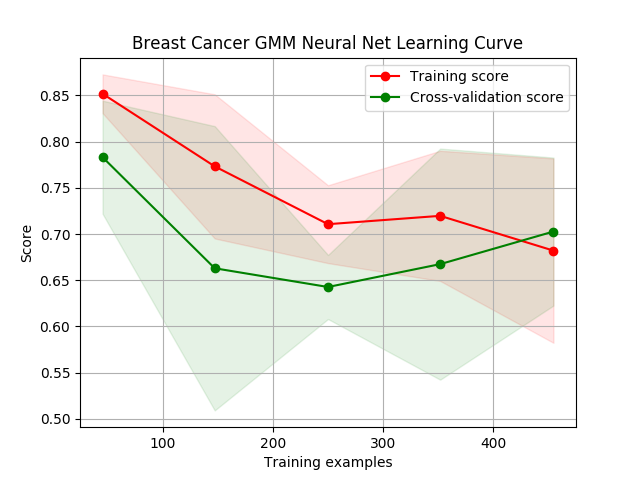 Breast Cancer GMM Neural Net Learning Curve
Training score
Cross-validation score
0.85
0.80
0.75
0.70
0.65
0.60
0.55
0.50
Score
100 200 300 400
Training examples